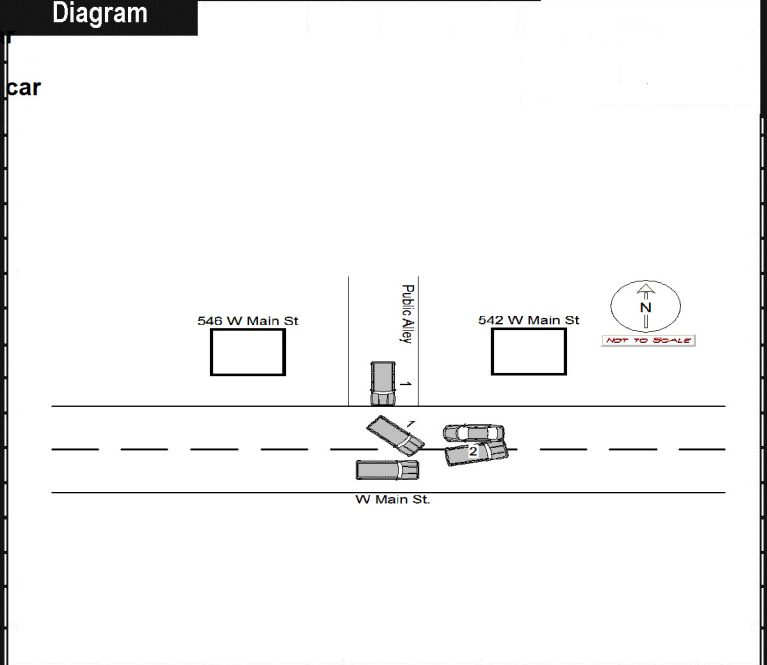 Diagram
car
Public Alley
546 W Main St
542 W Main St
N
NOT TO SCALE
1
1
2
W Main St.